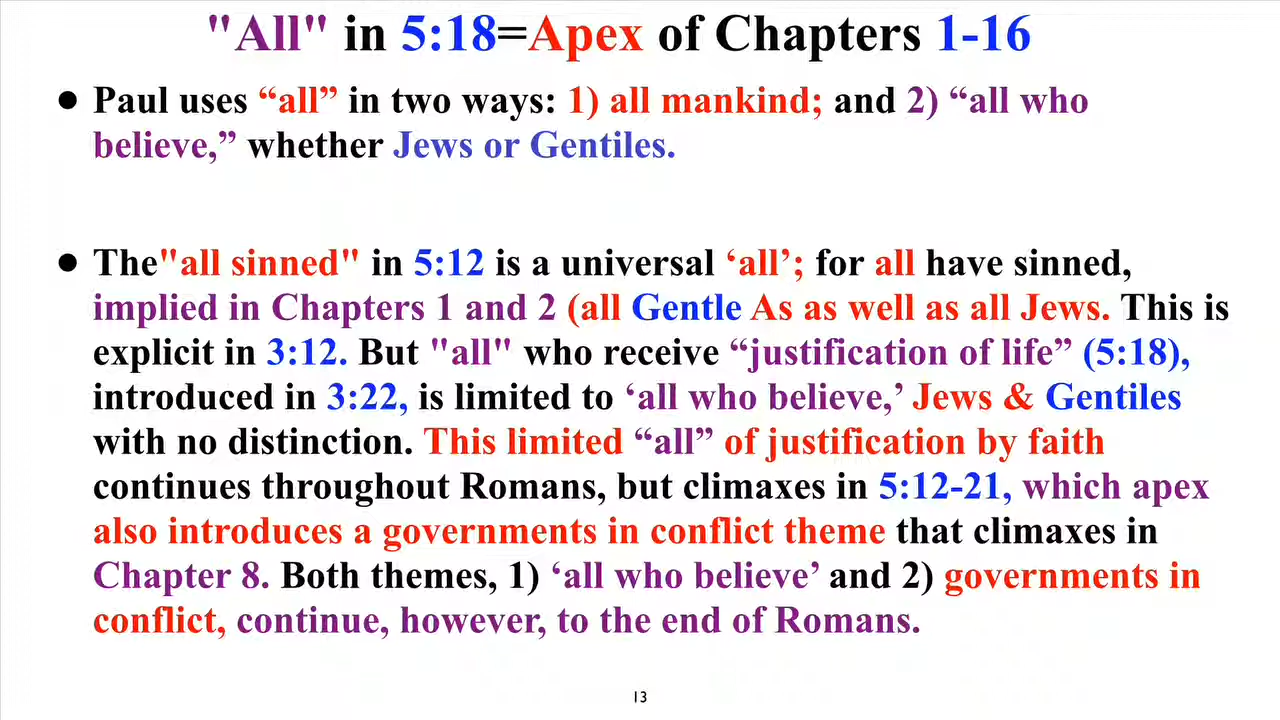 "All" in 5:18=Apex of Chapters 1-16
● Paul uses “all” in two ways: 1) all mankind; and 2) “all who
believe,” whether Jews or Gentiles.
● The"all sinned" in 5:12 is a universal ‘all’; for all have sinned,
implied in Chapters 1 and 2 (all Gentle As as well as all Jews. This is
explicit in 3:12. But "all" who receive “justification of life” (5:18),
introduced in 3:22, is limited to ‘all who believe,’ Jews & Gentiles
with no distinction. This limited “all” of justification by faith
continues throughout Romans, but climaxes in 5:12-21, which apex
also introduces a governments in conflict theme that climaxes in
Chapter 8. Both themes, 1) ‘all who believe’ and 2) governments in
conflict, continue, however, to the end of Romans.
13